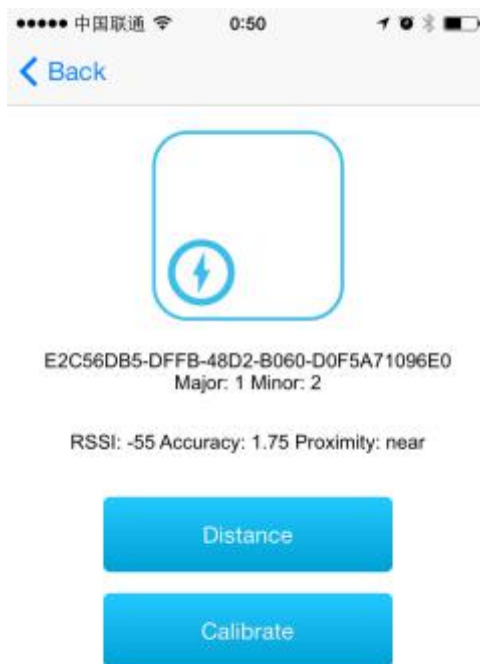 中国联通 0:50
Back
E2C56DB5-DFFB-48D2-B060-D0F5A71096E0
Major: 1 Minor: 2
RSSI: -55 Accuracy: 1.75 Proximity: near
Distance
Calibrate